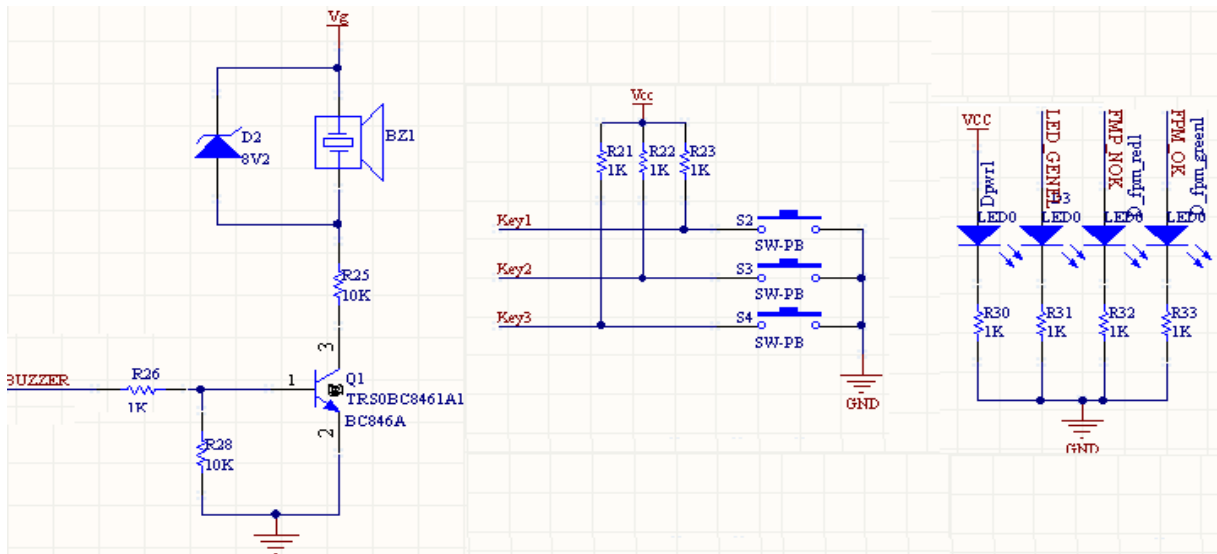 Vg
D2
8V2
BZ1
R25
10K
3
BUZZER
R26
1K
1
Q1
TRS0BC8461A1
BC846A
2
R28
10K
Vcc
R21
1K
R22
1K
R23
1K
Key1
S2
SW-PB
Key2
S3
SW-PB
Key3
S4
SW-PB
GND
VCC
Dpwr1
LED0
LED0
FMP_NOK
D_fpm_red1
LED0
FPM_OK
D_fpm_green1
LED0
R30
1K
R31
1K
R32
1K
R33
1K
GND